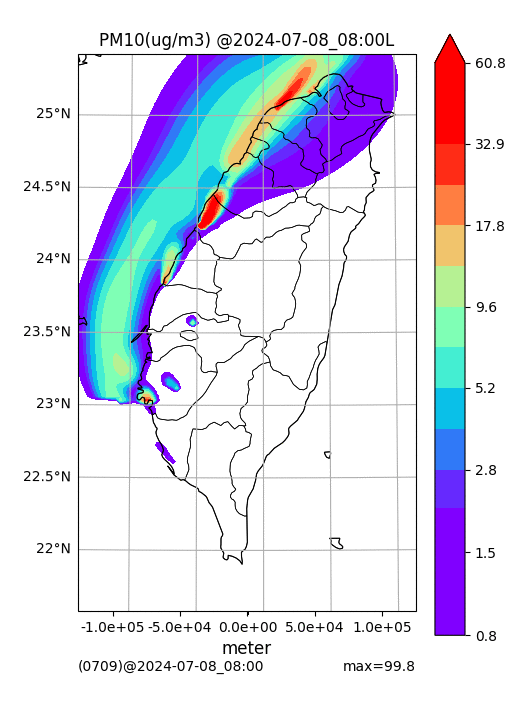 PM10(ug/m3) @2024-07-08_08:00L
60.8
32.9
17.8
9.6
5.2
2.8
1.5
0.8
25°N
24.5°N
24°N
23.5°N
23°N
22.5°N
22°N
-1.0e+05 -5.0e+04 0.0e+00 5.0e+04 1.0e+05
meter
(0709)@2024-07-08_08:00 max=99.8